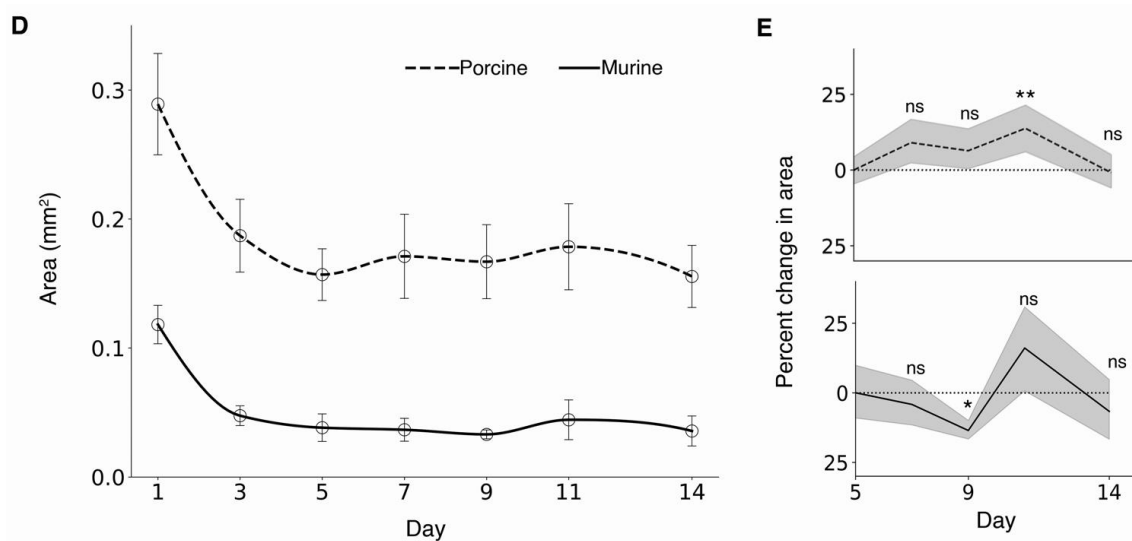 D
Porcine Murine
Area (mm²)
0.3
0.2
0.1
0.0
1 3 5 7 9 11 14
Day
E
Percent change in area
25
0
25
ns ns ** ns
25
0
25
ns * ns ns
5 9 14
Day